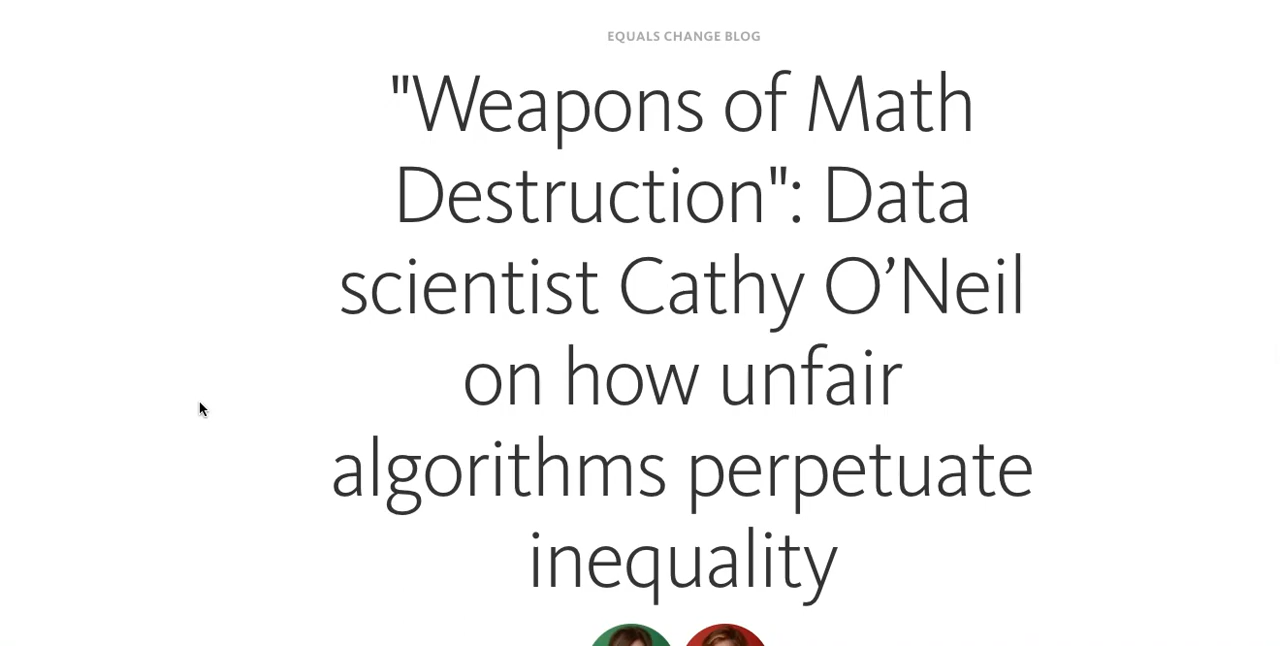 EQUALS CHANGE BLOG
"Weapons of Math
Destruction": Data
scientist Cathy O’Neil
on how unfair
algorithms perpetuate
inequality